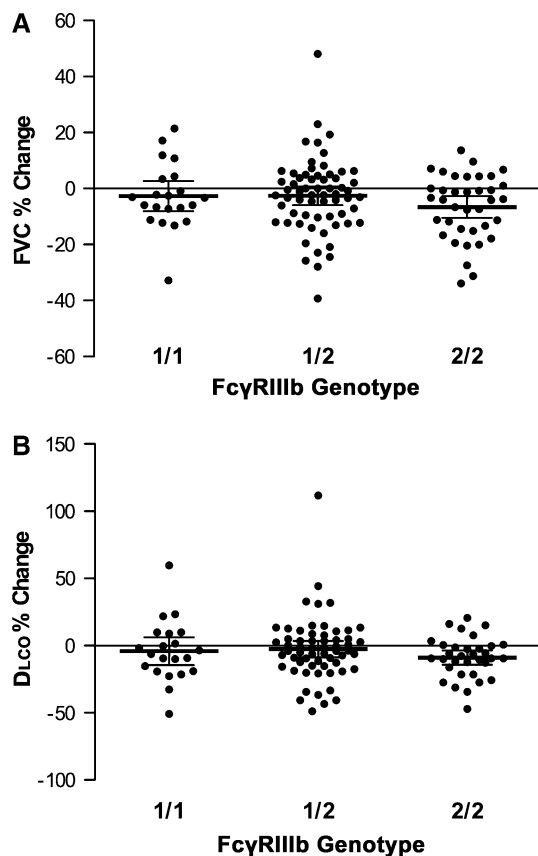 A
60
40
20
0
-20
-40
-60
FVC % Change
1/1 1/2 2/2
FcγRIIIb Genotype
B
150
100
50
0
-50
-100
DLCO % Change
1/1 1/2 2/2
FcγRIIIb Genotype